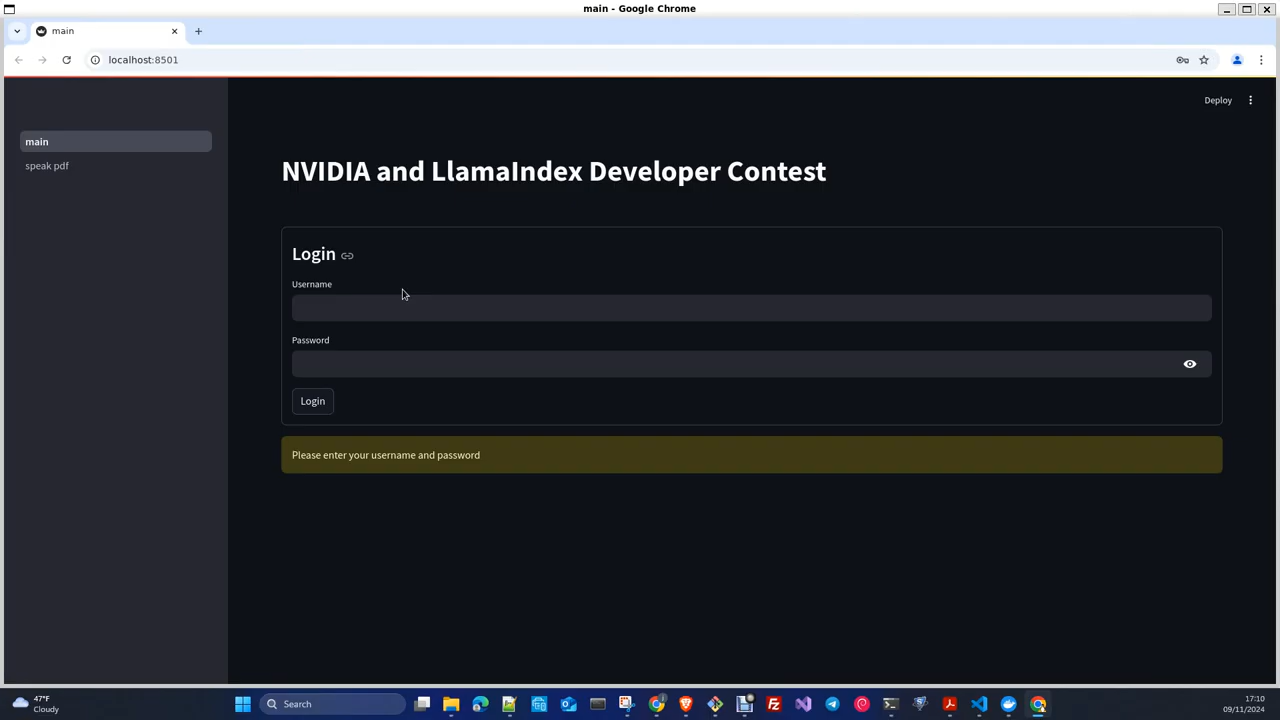 main - Google Chrome
main
localhost:8501
Deploy
main
speak pdf
NVIDIA and LlamaIndex Developer Contest
Login
Username
Password
Login
Please enter your username and password
47°F
Cloudy
Search
17:10
09/11/2024